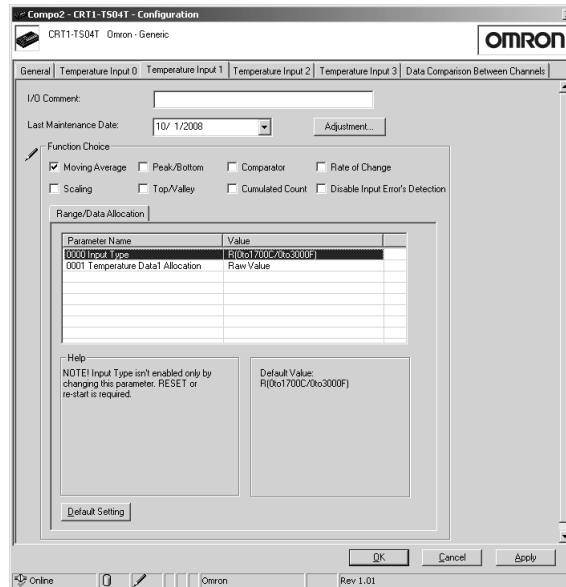 Compo2 - CRT1-TS04T - Configuration
CRT1-TS04T Omron - Generic
OMRON
General Temperature Input 0 Temperature Input 1 Temperature Input 2 Temperature Input 3 Data Comparison Between Channels
I/O Comment:
Last Maintenance Date: 10/ 1/2008 Adjustment...
Function Choice
Moving Average Peak/Bottom Comparator Rate of Change
Scaling Top/Valley Cumulated Count Disable Input Error's Detection
Range/Data Allocation
Parameter Name Value
0000 Input Type R(0to1700C/0to3000F)
0001 Temperature Data1 Allocation Raw Value
Help
NOTE! Input Type isn't enabled only by
changing this parameter. RESET or
re-start is required.
Default Value:
R(0to1700C/0to3000F)
Default Setting
OK Cancel Apply
Online Omron Rev 1.01